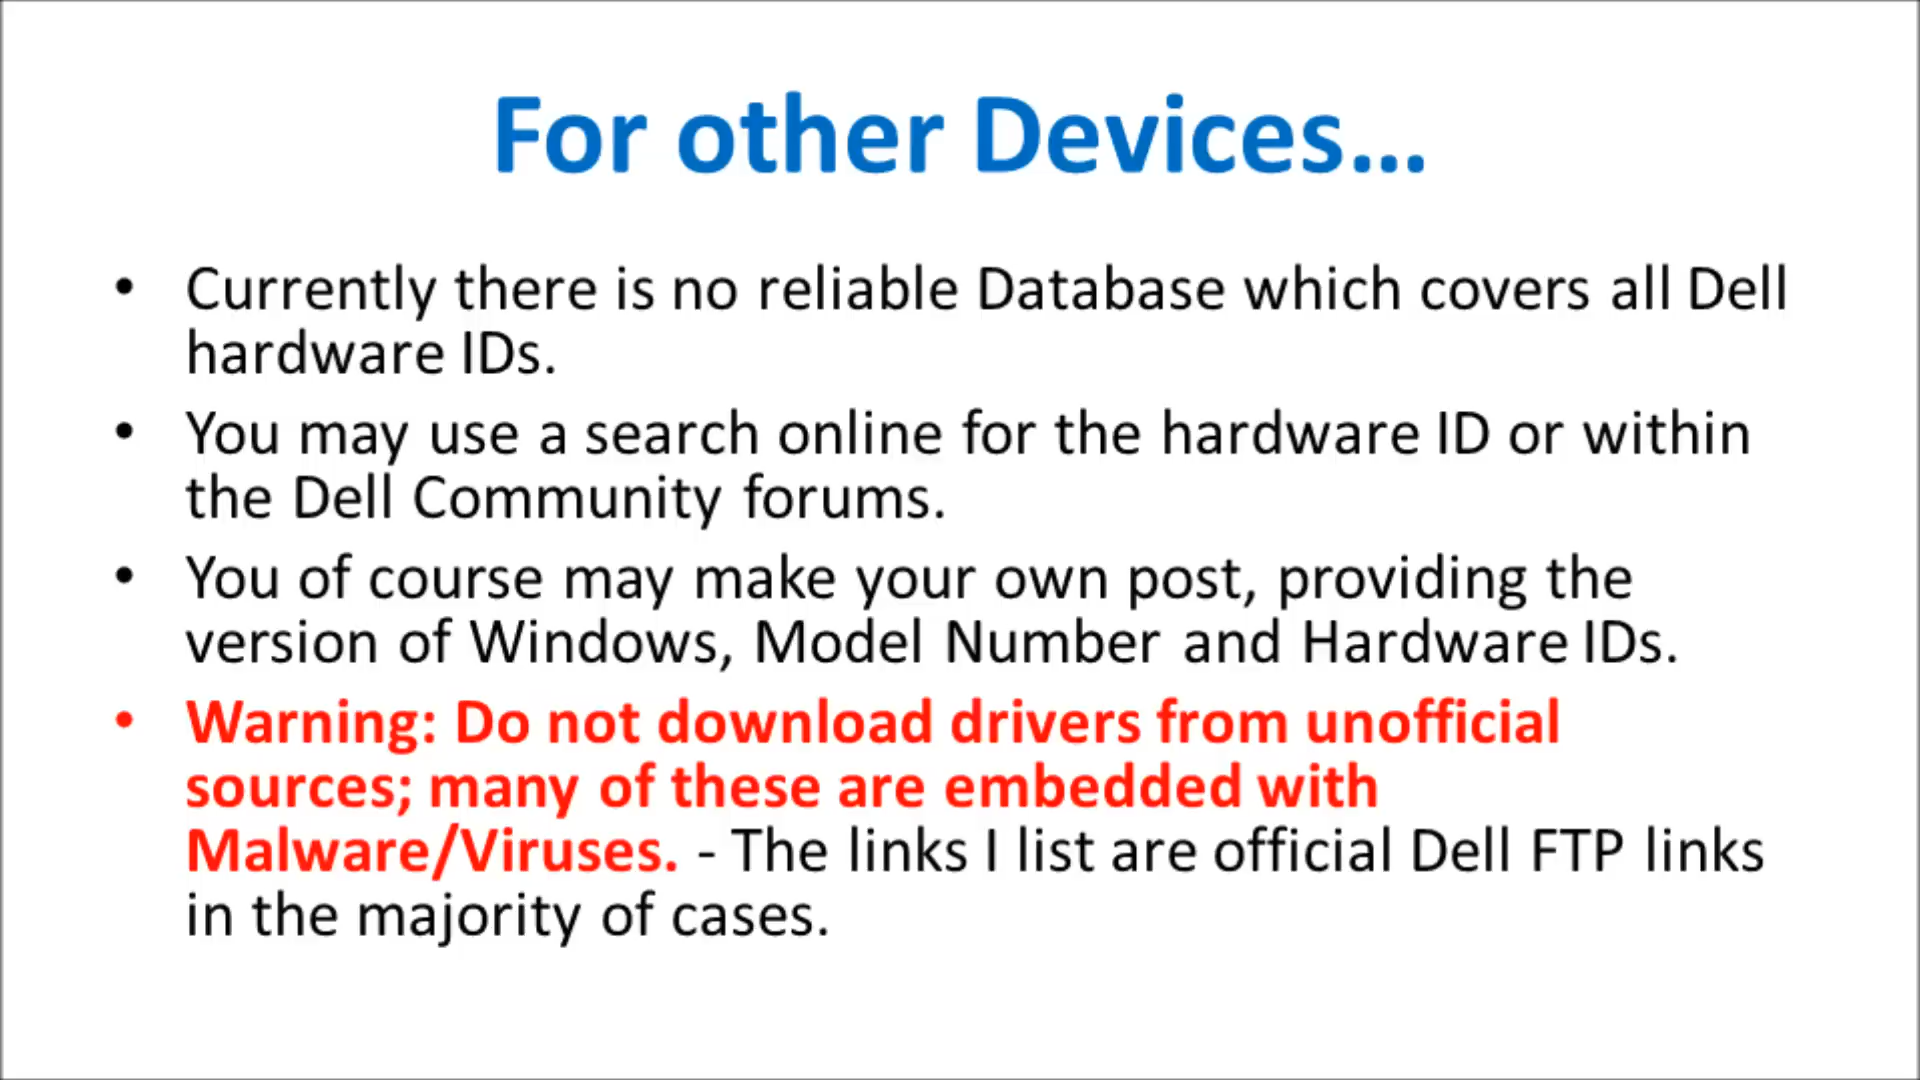 For other Devices...
• Currently there is no reliable Database which covers all Dell
hardware IDs.
• You may use a search online for the hardware ID or within
the Dell Community forums.
• You of course may make your own post, providing the
version of Windows, Model Number and Hardware IDs.
• Warning: Do not download drivers from unofficial
sources; many of these are embedded with
Malware/Viruses. - The links I list are official Dell FTP links
in the majority of cases.